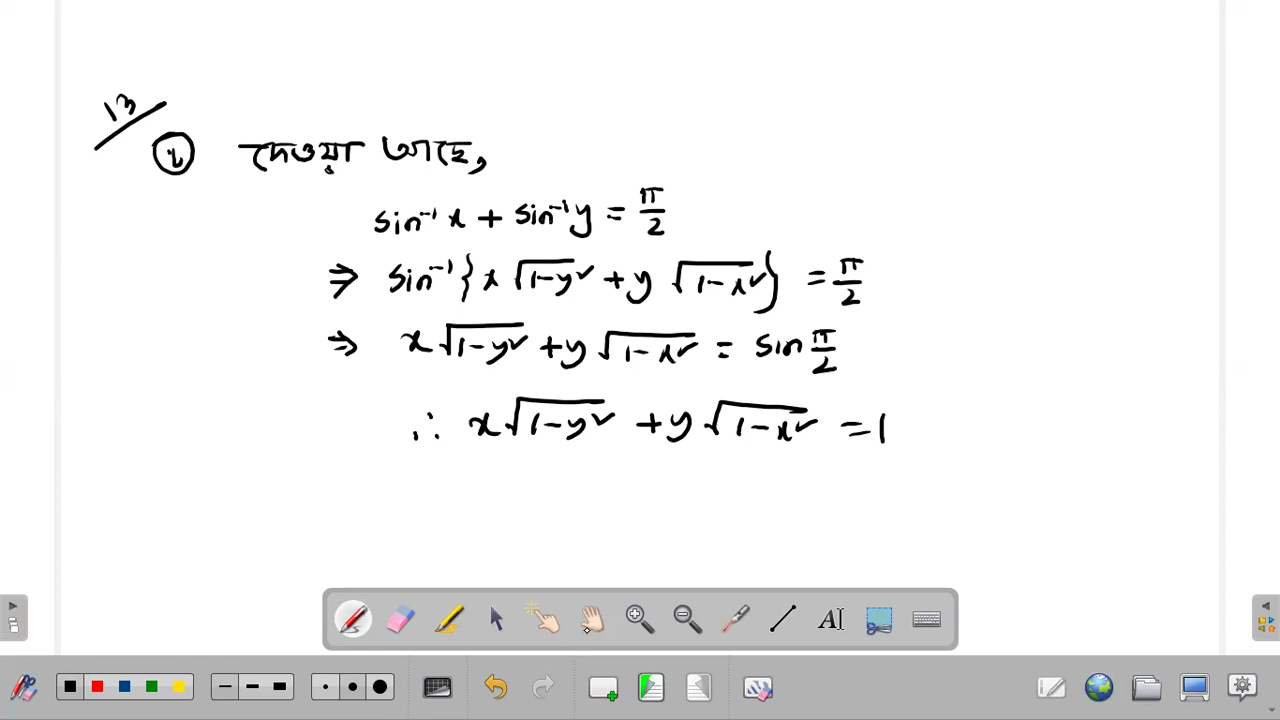 13
২ দেওয়া আছে,
sin⁻¹x + sin⁻¹y = π/2
⇒ sin⁻¹{x√(1-y²) + y√(1-x²)} = π/2
⇒ x√(1-y²) + y√(1-x²) = sin π/2
∴ x√(1-y²) + y√(1-x²) = 1